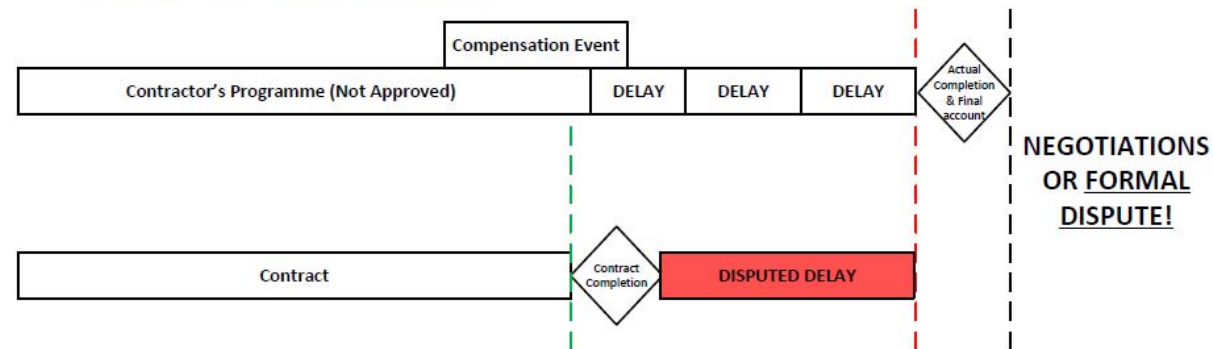 Compensation Event
Contractor's Programme (Not Approved)
DELAY
DELAY
DELAY
Actual
Completion
& Final
account
NEGOTIATIONS
OR FORMAL
DISPUTE!
Contract
Contract
Completion
DISPUTED DELAY